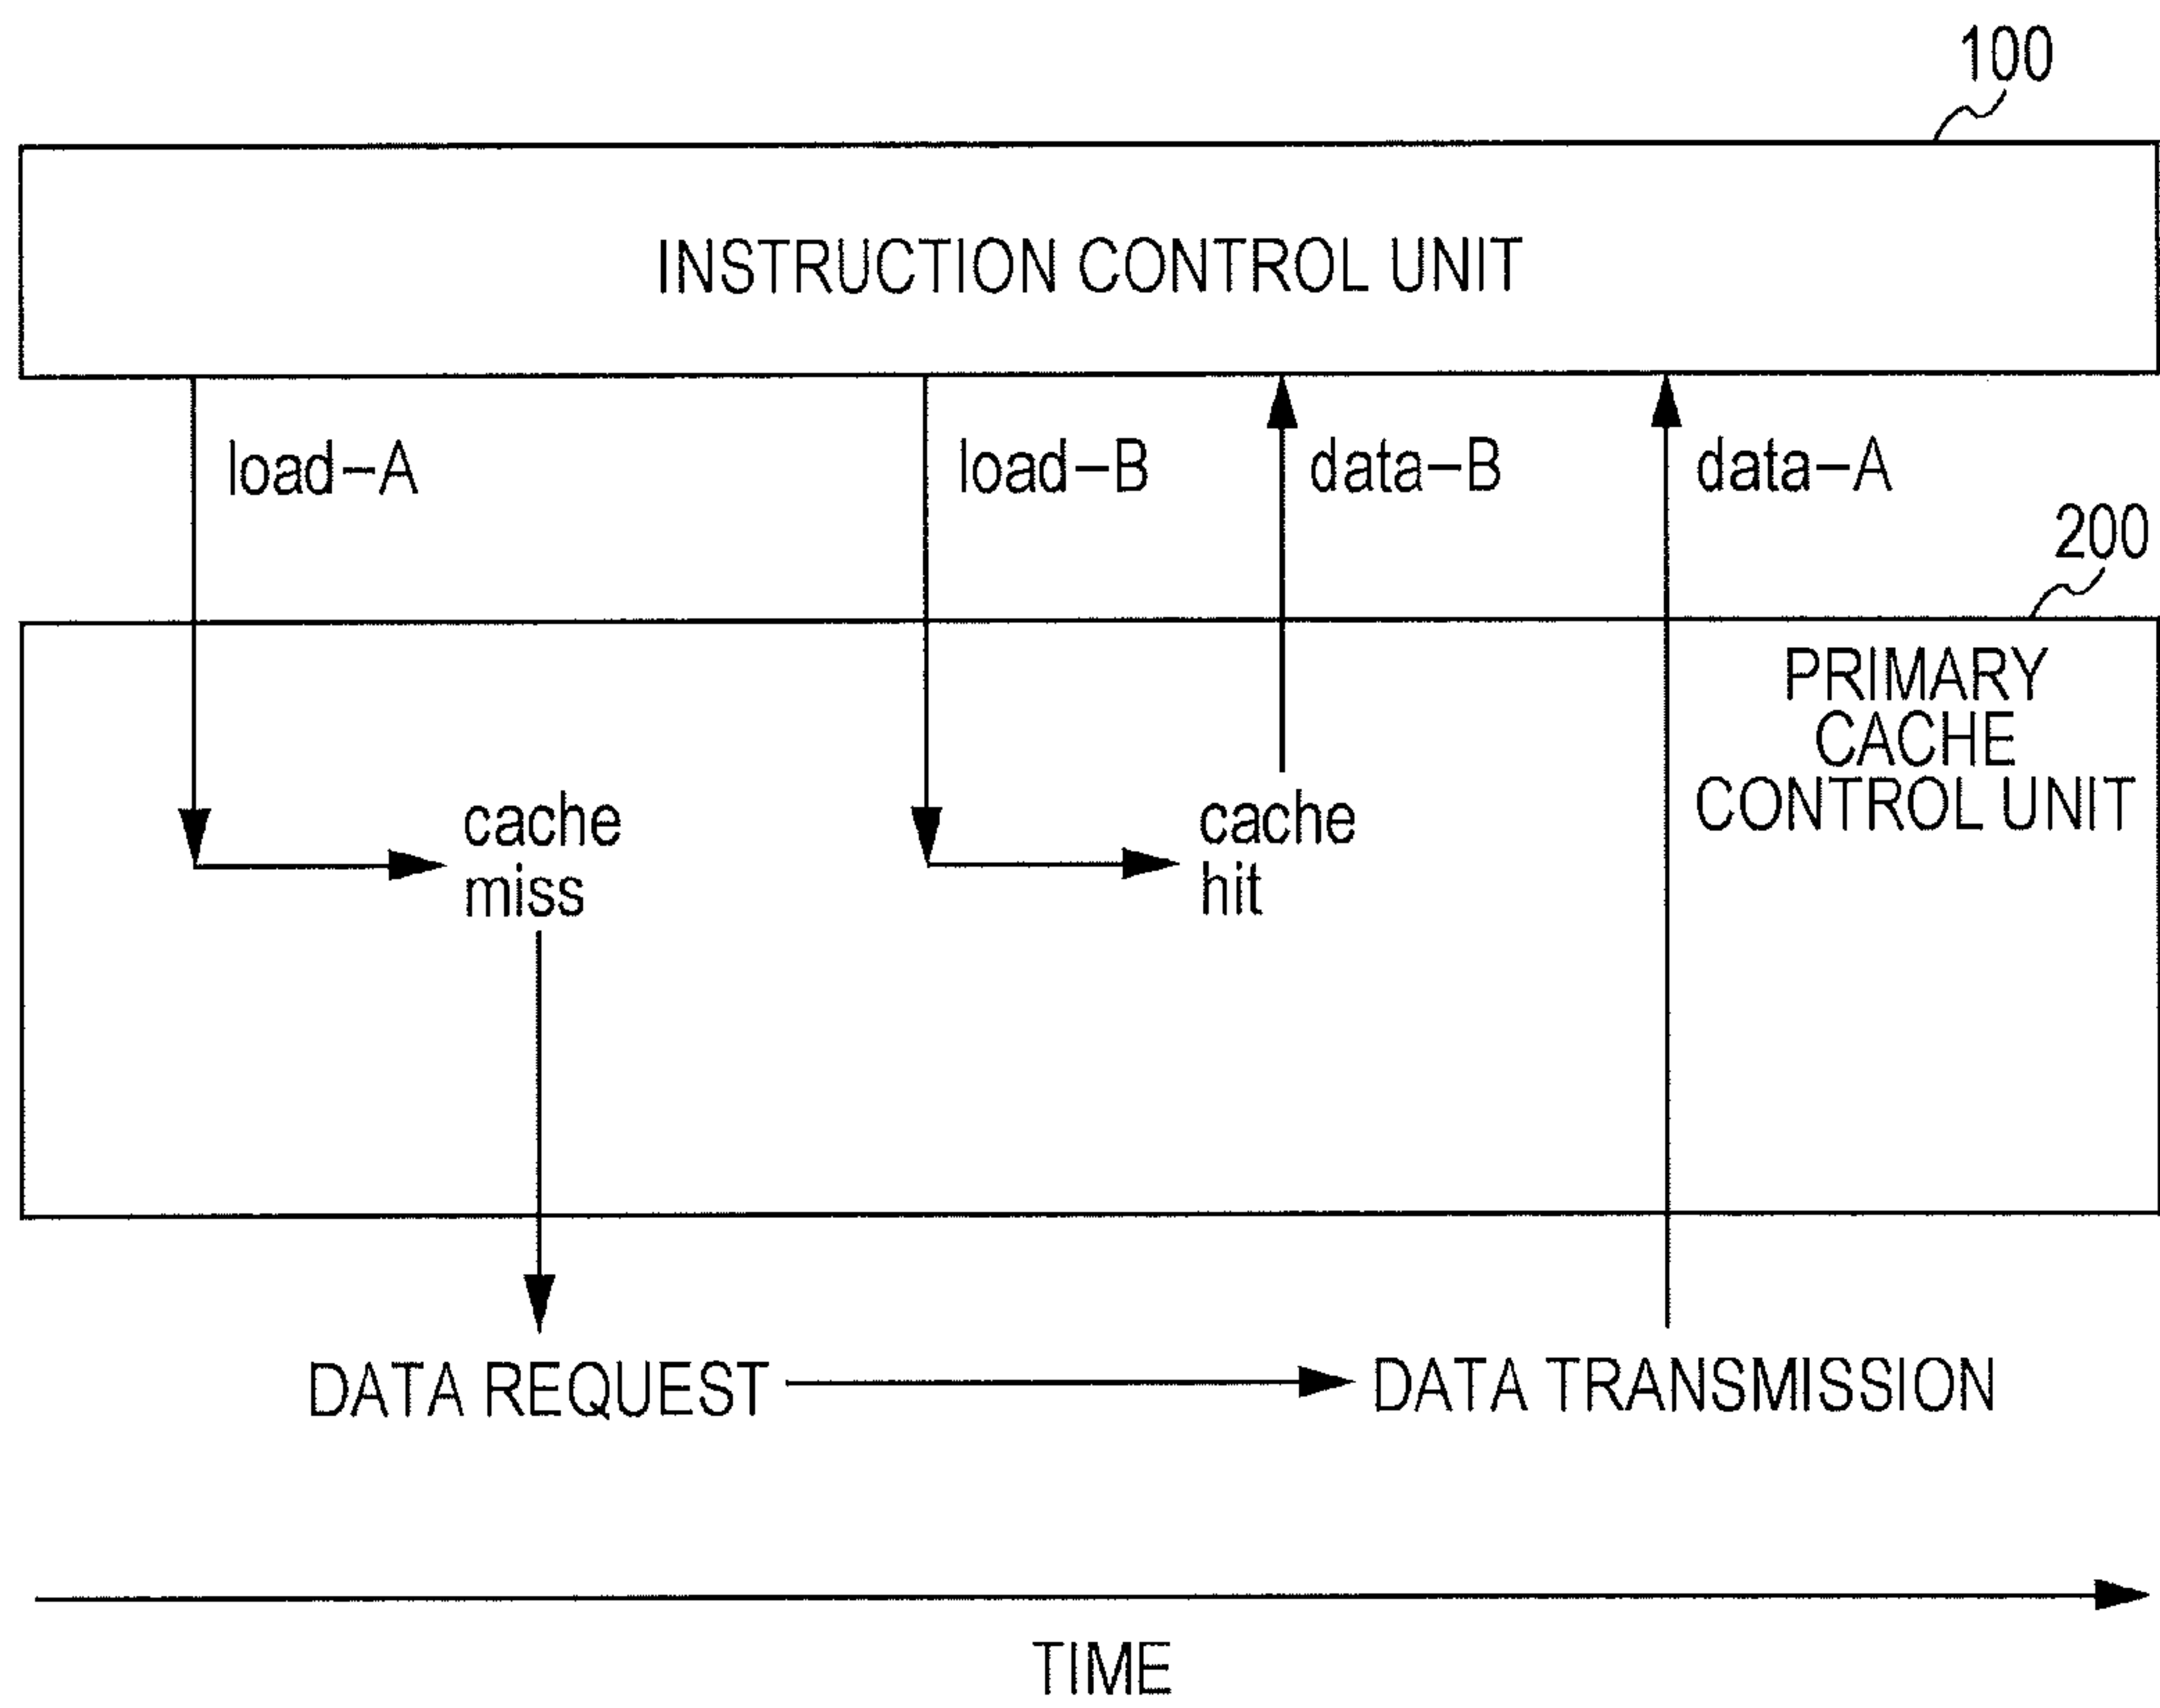 100
INSTRUCTION CONTROL UNIT
load-A
load-B
data-B
data-A
200
PRIMARY
CACHE
CONTROL UNIT
cache
miss
cache
hit
DATA REQUEST
DATA TRANSMISSION
TIME